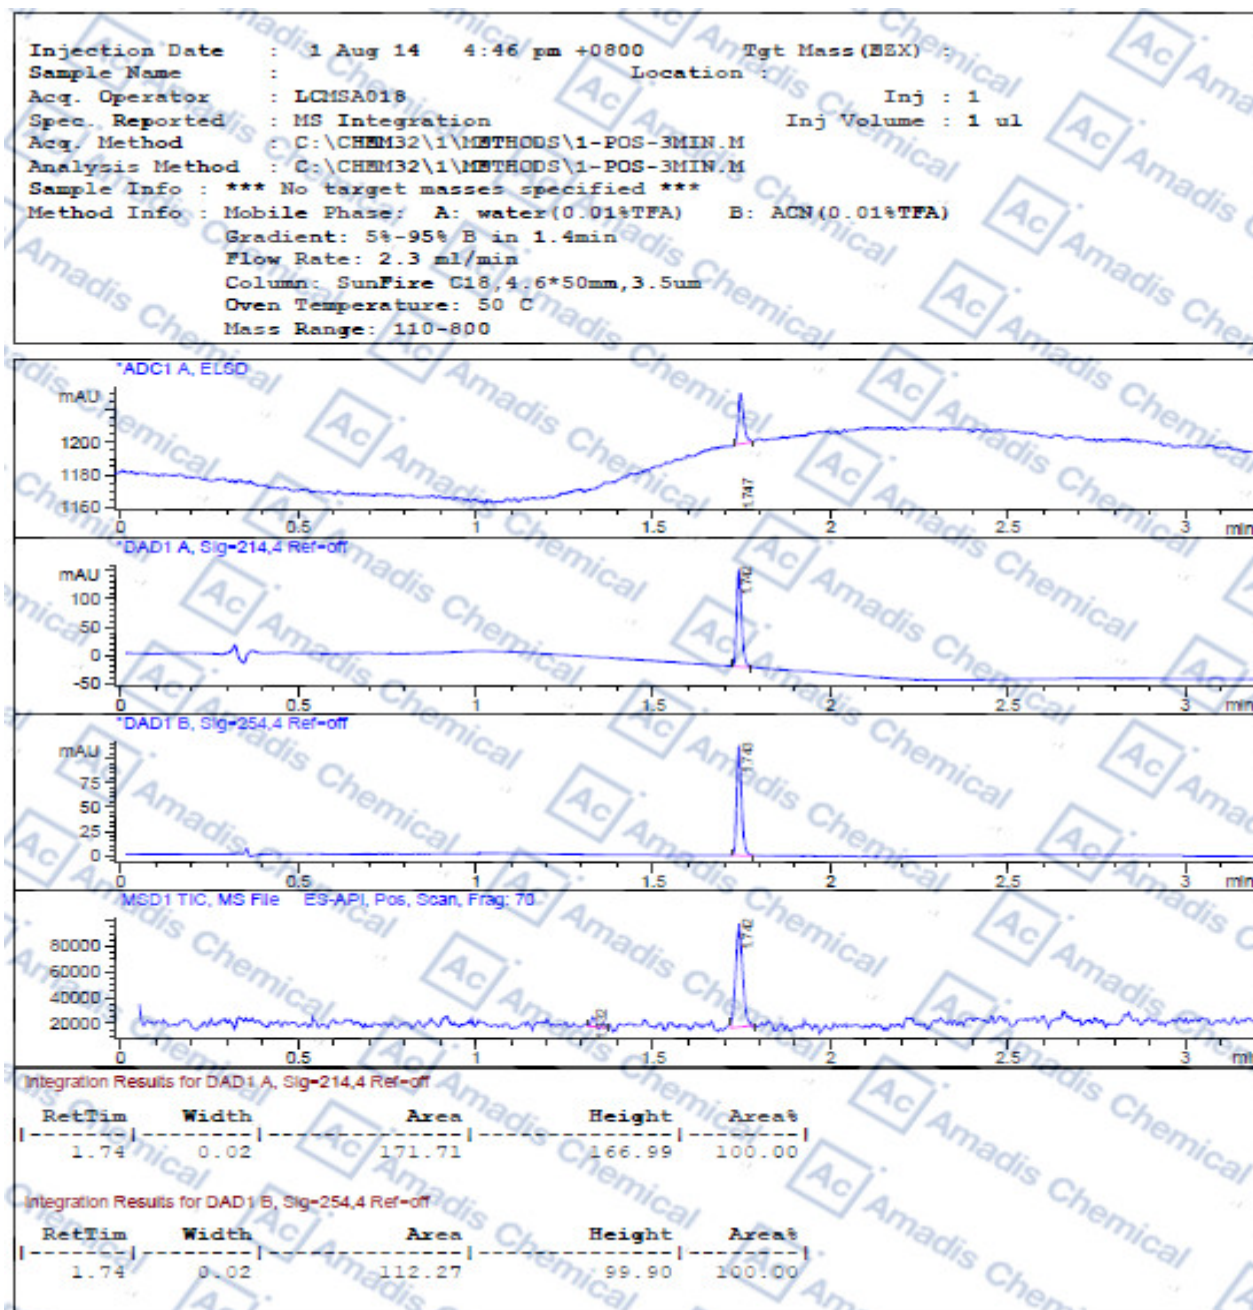 Injection Date : 1 Aug 14 4:46 pm +0800 Tgt Mass(ESX) :
Sample Name : Location :
Acq. Operator : LCMSA018 Inj : 1
Spec. Reported : MS Integration Inj Volume : 1 ul
Acq. Method : C:\CHEM32\1\METHODS\1-POS-3MIN.M
Analysis Method : C:\CHEM32\1\METHODS\1-POS-3MIN.M
Sample Info : *** No target masses specified ***
Method Info : Mobile Phase: A: water(0.01%TFA) B: ACN(0.01%TFA)
Gradient: 5%-95% B in 1.4min
Flow Rate: 2.3 ml/min
Column: SunFire C18,4.6*50mm,3.5um
Oven Temperature: 50 C
Mass Range: 110-800
*ADC1 A, ELSD
mAU
1200
1180
1160
1.747
0 0.5 1 1.5 2 2.5 3 min
*DAD1 A, Sig=214,4 Ref=off
mAU
100
50
0
-50
1.742
0 0.5 1 1.5 2 2.5 3 min
*DAD1 B, Sig=254,4 Ref=off
mAU
75
50
25
0
1.743
0 0.5 1 1.5 2 2.5 3 min
MSD1 TIC, MS File ES-API, Pos, Scan, Frag: 70
80000
60000
40000
20000
1.742
0 0.5 1 1.5 2 2.5 3 min
Integration Results for DAD1 A, Sig=214,4 Ref=off
RetTim Width Area Height Area%
|--------|--------|--------------|--------------|--------|
1.74 0.02 171.71 166.99 100.00
Integration Results for DAD1 B, Sig=254,4 Ref=off
RetTim Width Area Height Area%
|--------|--------|--------------|--------------|--------|
1.74 0.02 112.27 99.90 100.00
Ac Amadis Chemical